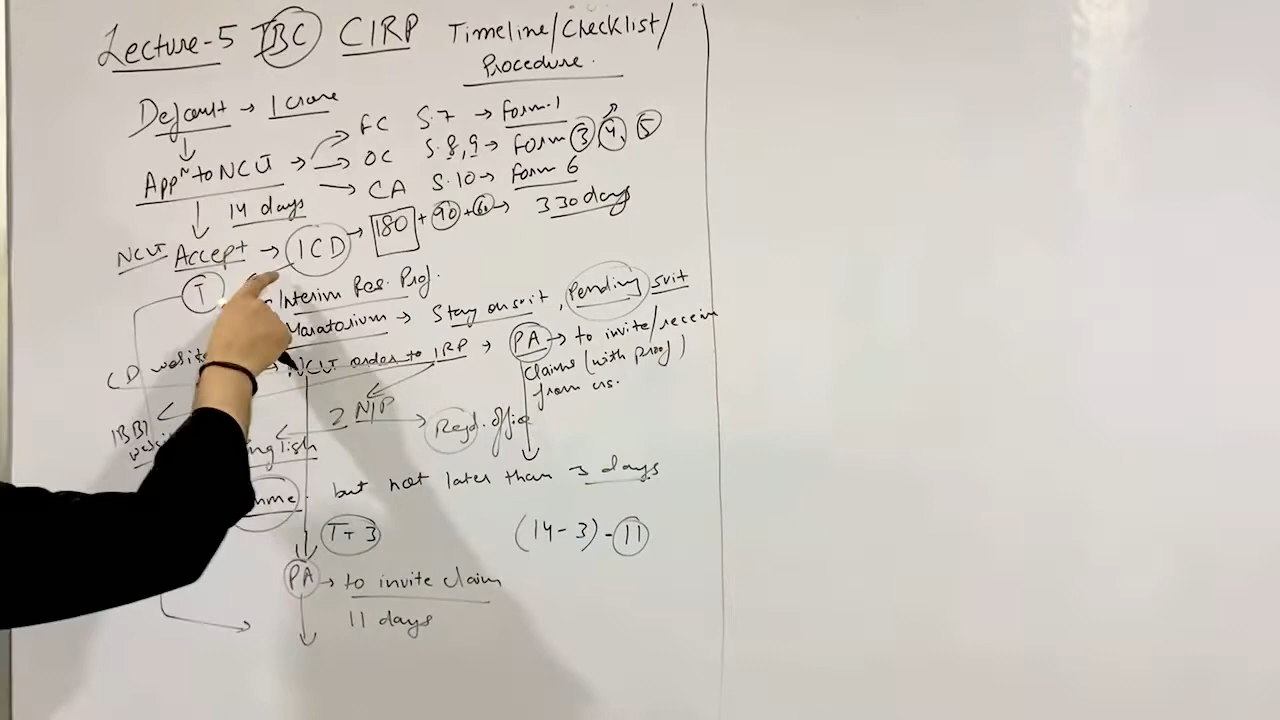 Lecture-5 IBC CIRP Timeline/Checklist/
Procedure.
Default → 1 crore
FC S.7 → Form-1
App^n to NCLT → OC S.8,9 → Form 3, 4, 5
CA S.10 → Form 6
14 days
NCLT Accept → ICD → 180 + 90 + 60 → 330 days
T
Interim Res. Prof.
Maratorium → Stay on suit, Pending suit
CD website NCLT order to IRP → PA → to invite/receive
claims (with proof)
from crs.
2 N/P
IBBI website
English Regd. office
but not later than 3 days
T+3 (14-3) - 11
PA → to invite claim
11 days